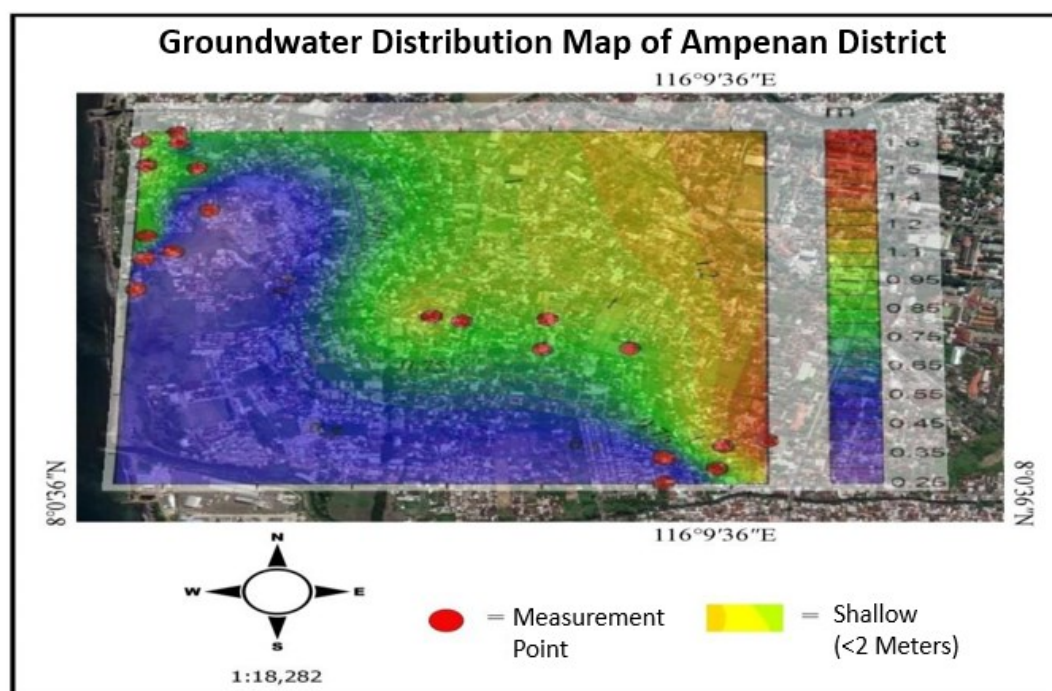 Groundwater Distribution Map of Ampenan District
116°9'36"E
m
1.6
1.5
1.4
1.2
1.1
0.95
0.85
0.75
0.65
0.55
0.45
0.35
0.25
8°0'36"N
8°0'36"N
116°9'36"E
N
W
E
S
1:18,282
= Measurement
Point
= Shallow
(<2 Meters)